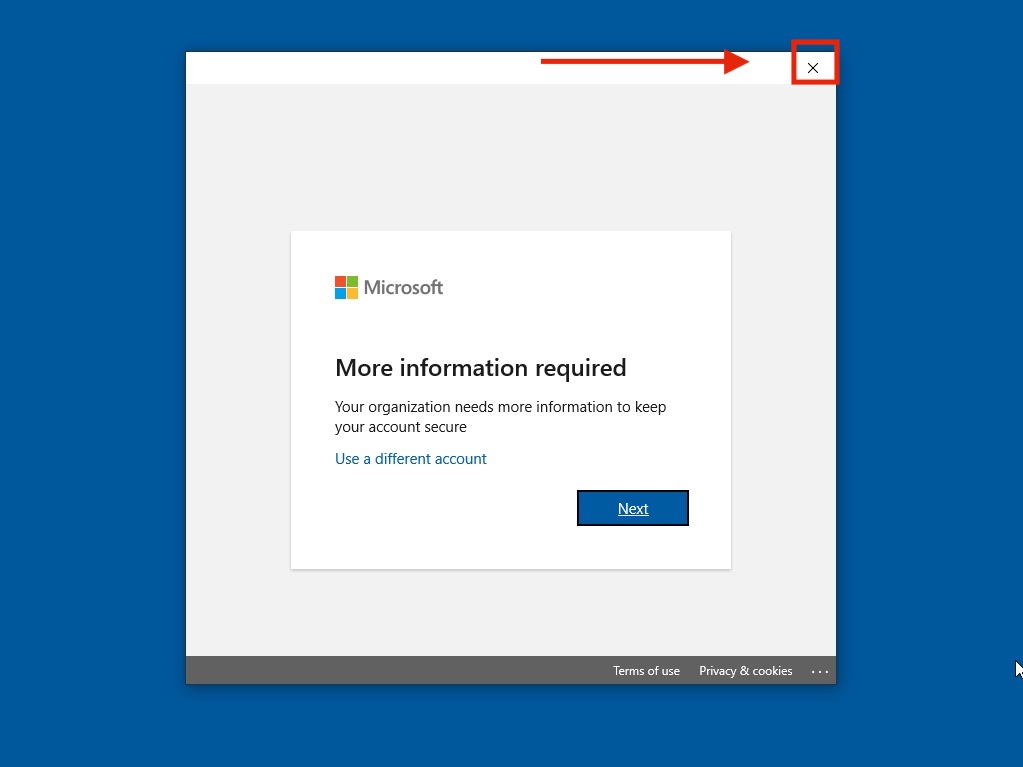 Microsoft
More information required
Your organization needs more information to keep
your account secure
Use a different account
Next
Terms of use Privacy & cookies ...